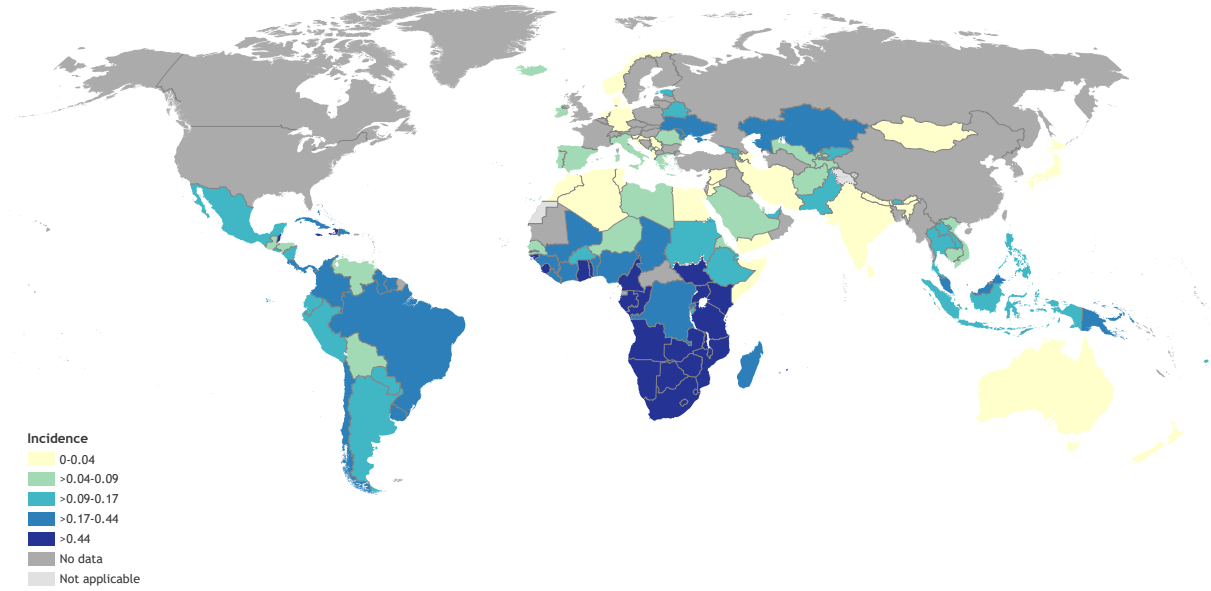 Incidence
0-0.04
>0.04-0.09
>0.09-0.17
>0.17-0.44
>0.44
No data
Not applicable